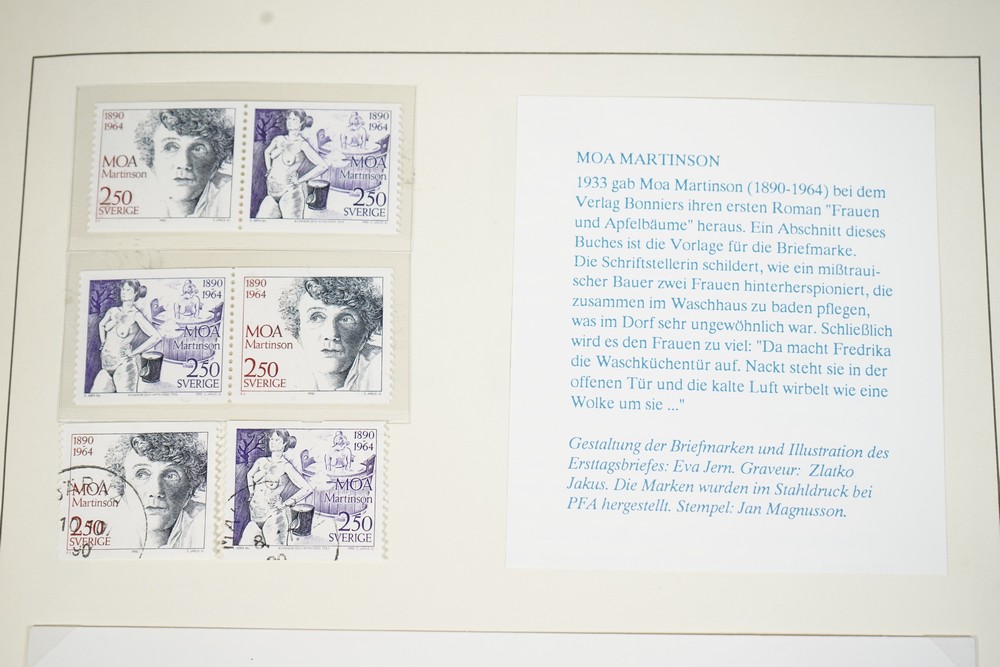 1890
1964
MOA
Martinson
2.50
SVERIGE
1890
1964
MOA
Martinson
2.50
SVERIGE
1890
1964
MOA
Martinson
2.50
SVERIGE
1890
1964
MOA
Martinson
2.50
SVERIGE
1890
1964
MOA
Martinson
2.50
SVERIGE
1890
1964
MOA
Martinson
2.50
SVERIGE
MOA MARTINSON
1933 gab Moa Martinson (1890-1964) bei dem
Verlag Bonniers ihren ersten Roman "Frauen
und Apfelbäume" heraus. Ein Abschnitt dieses
Buches ist die Vorlage für die Briefmarke.
Die Schriftstellerin schildert, wie ein mißtraui-
scher Bauer zwei Frauen hinterherspioniert, die
zusammen im Waschhaus zu baden pflegen,
was im Dorf sehr ungewöhnlich war. Schließlich
wird es den Frauen zu viel: "Da macht Fredrika
die Waschküchentür auf. Nackt steht sie in der
offenen Tür und die kalte Luft wirbelt wie eine
Wolke um sie ..."
Gestaltung der Briefmarken und Illustration des
Ersttagsbriefes: Eva Jern. Graveur: Zlatko
Jakus. Die Marken wurden im Stahldruck bei
PFA hergestellt. Stempel: Jan Magnusson.